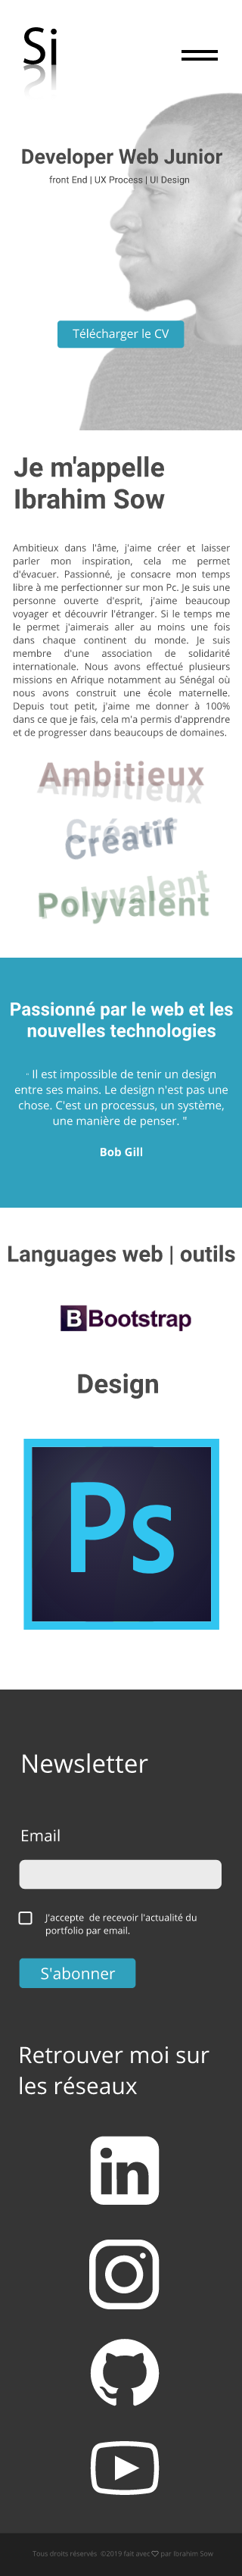 Si
Developer Web Junior
front End | UX Process | UI Design
Télécharger le CV
Je m'appelle
Ibrahim Sow
Ambitieux dans l'âme, j'aime créer et laisser
parler mon inspiration, cela me permet
d'évacuer. Passionné, je consacre mon temps
libre à me perfectionner sur mon Pc. Je suis une
personne ouverte d'esprit, j'aime beaucoup
voyager et découvrir l'étranger. Si le temps me
le permet j'aimerais aller au moins une fois
dans chaque continent du monde. Je suis
membre d'une association de solidarité
internationale. Nous avons effectué plusieurs
missions en Afrique notamment au Sénégal où
nous avons construit une école maternelle.
Depuis tout petit, j'aime me donner à 100%
dans ce que je fais, cela m'a permis d'apprendre
et de progresser dans beaucoups de domaines.
Ambitieux
Ambitieux
Créatif
Créatif
Polyvalent
Polyvalent
Passionné par le web et les
nouvelles technologies
" Il est impossible de tenir un design
entre ses mains. Le design n'est pas une
chose. C'est un processus, un système,
une manière de penser. "
Bob Gill
Languages web | outils
B Bootstrap
Design
Ps
Newsletter
Email
J'accepte de recevoir l'actualité du
portfolio par email.
S'abonner
Retrouver moi sur
les réseaux
in
Tous droits réservés ©2019 fait avec ♡ par Ibrahim Sow